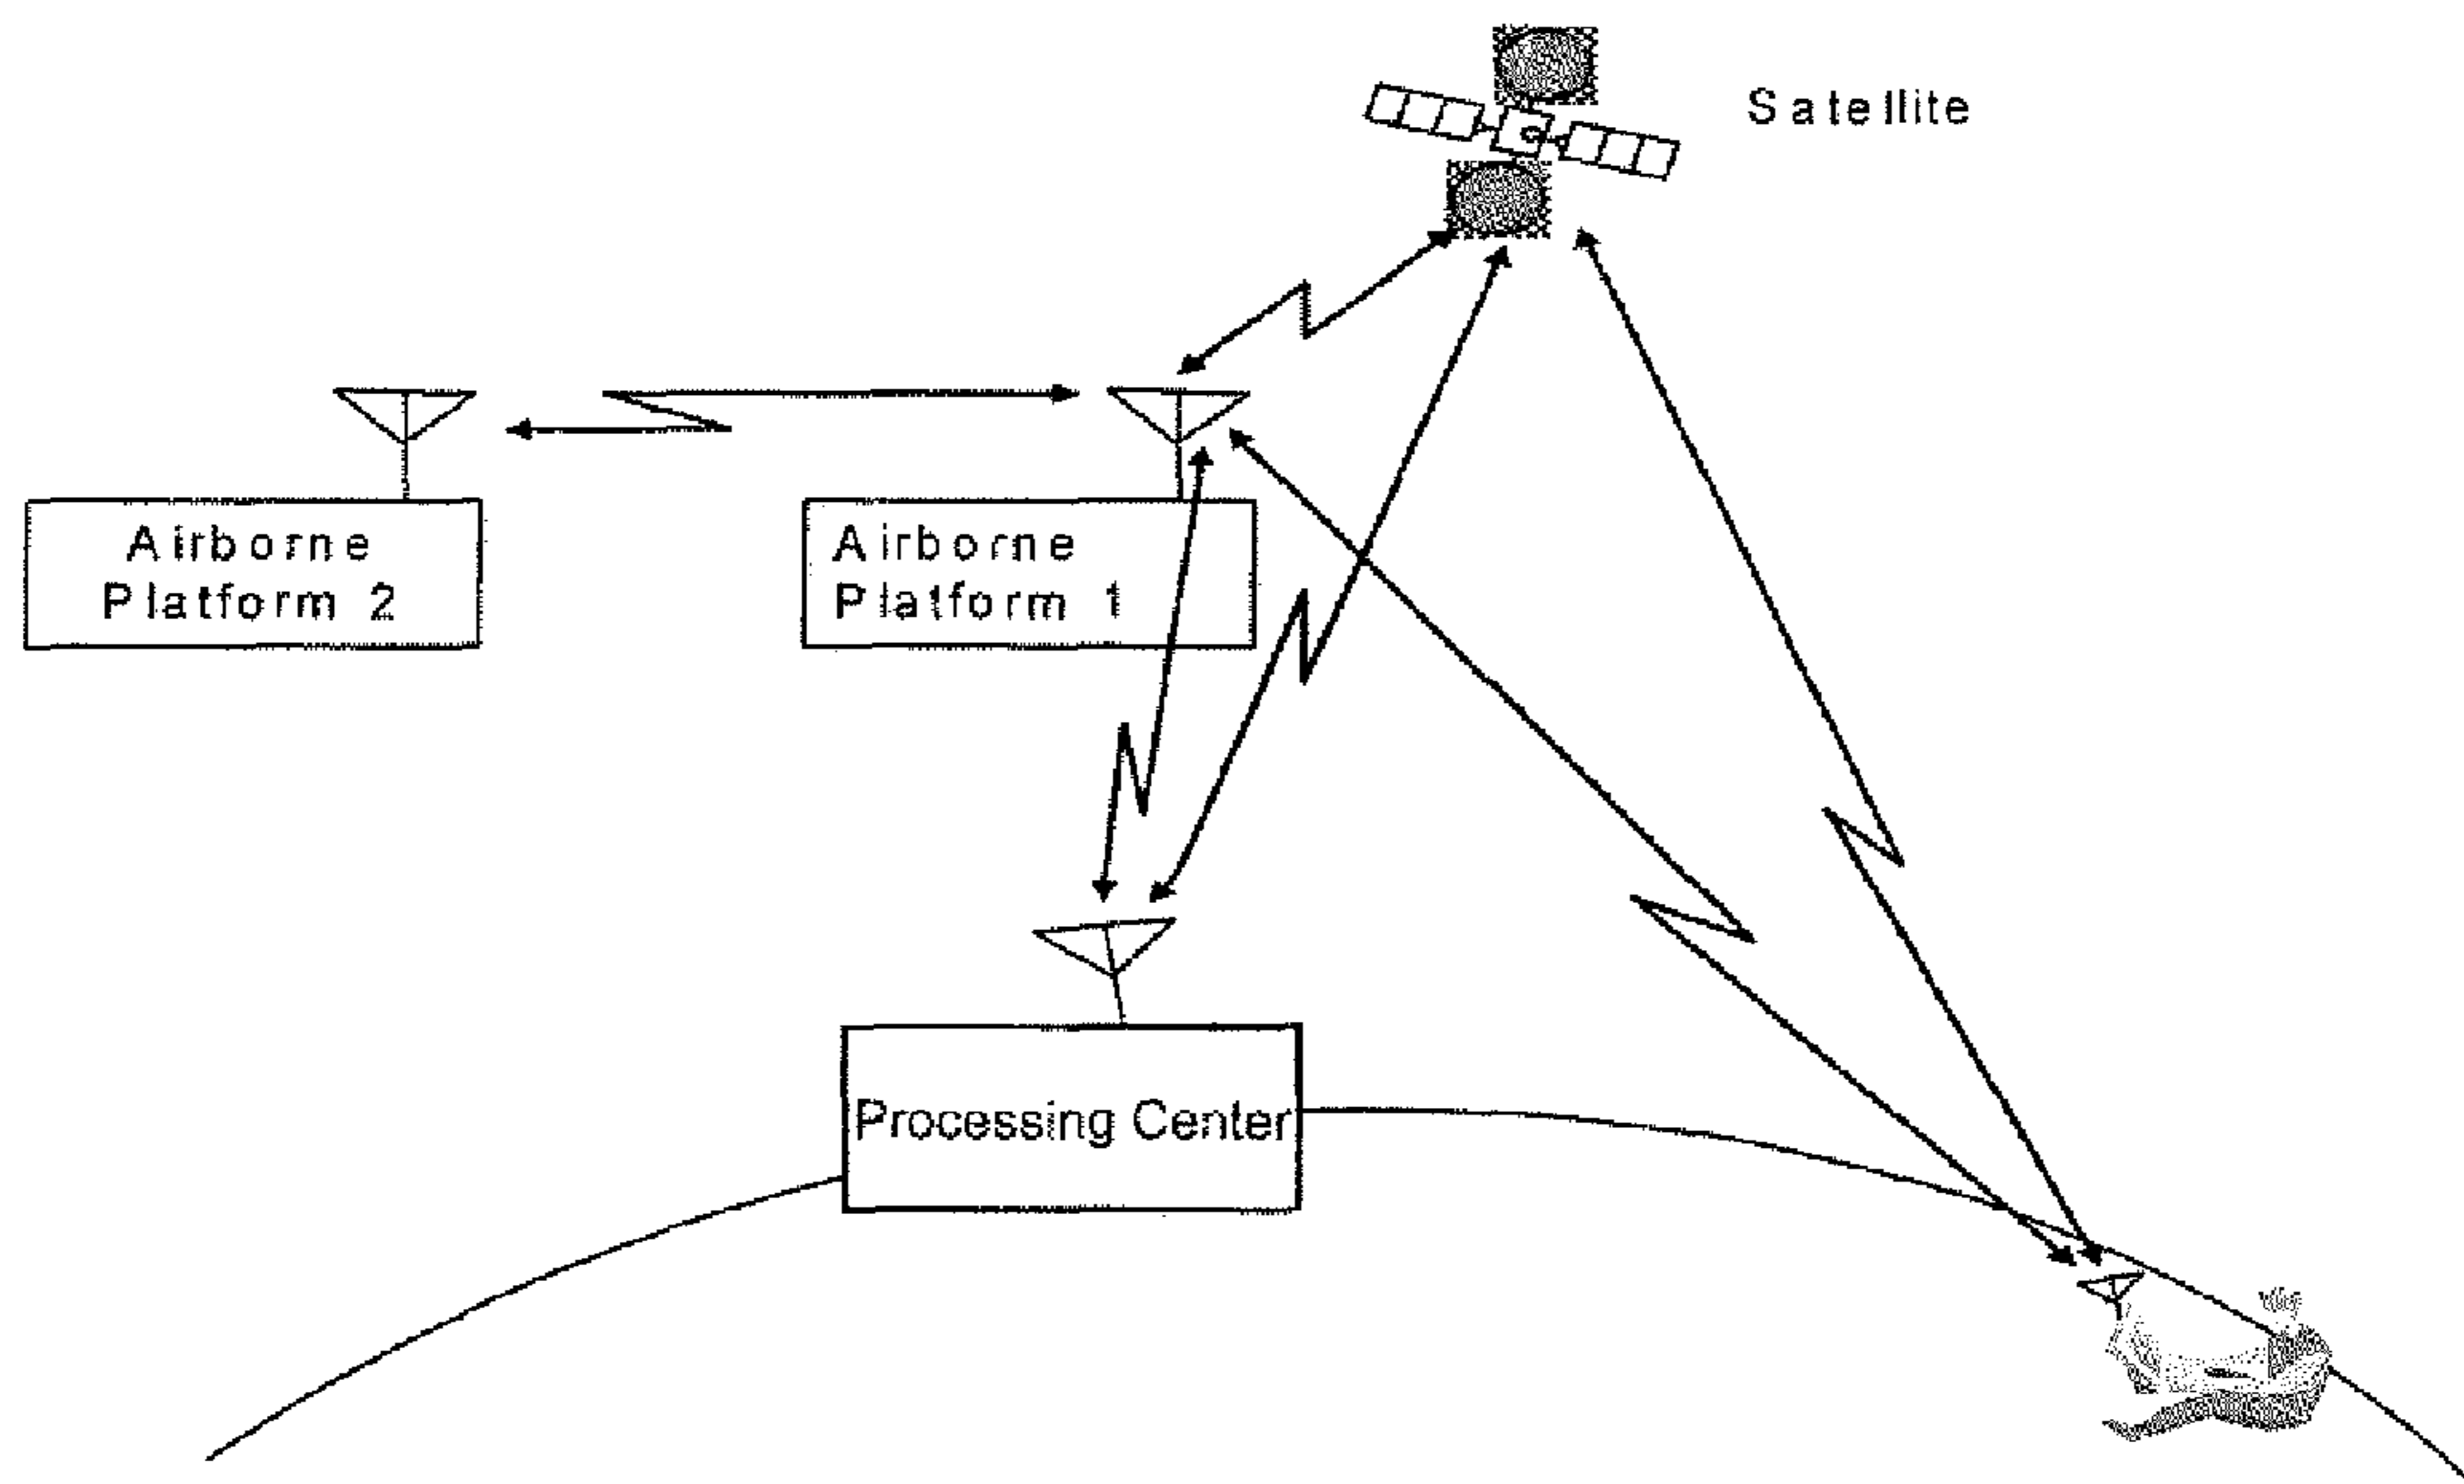 Satellite
Airborne
Platform 2
Airborne
Platform 1
Processing Center